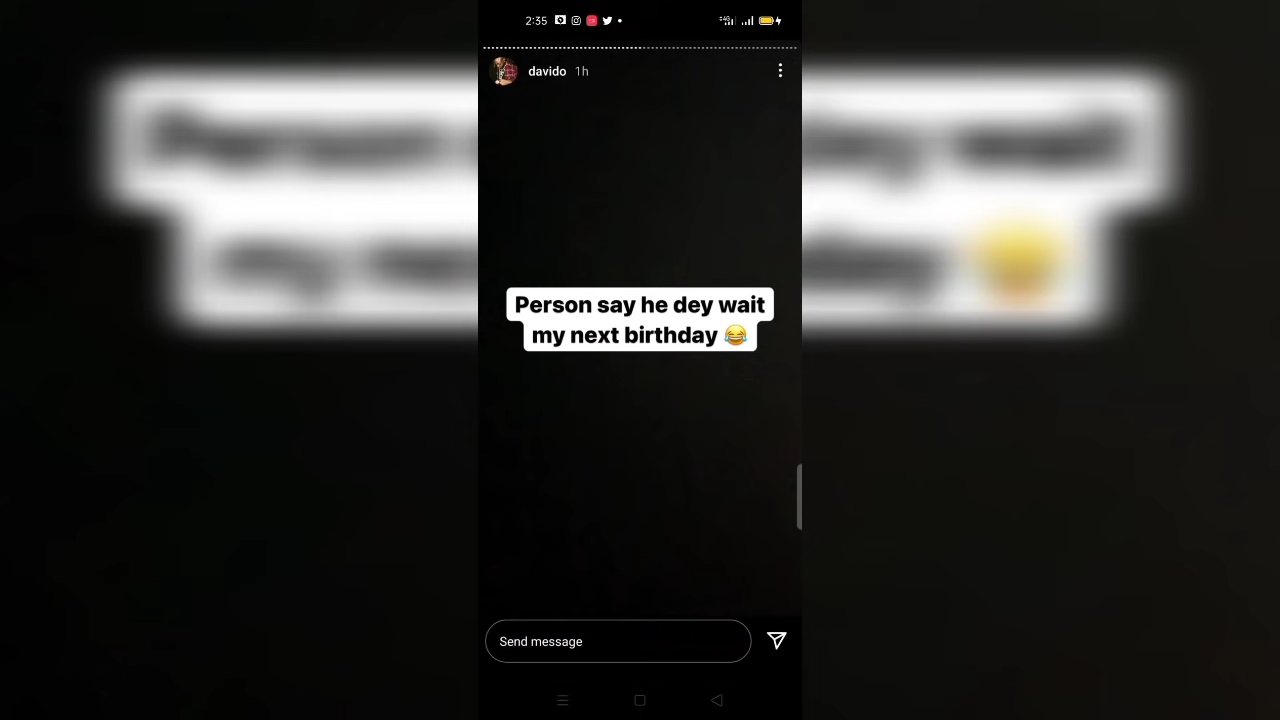 2:35
davido 1h
Person say he dey wait
my next birthday 😂
Send message